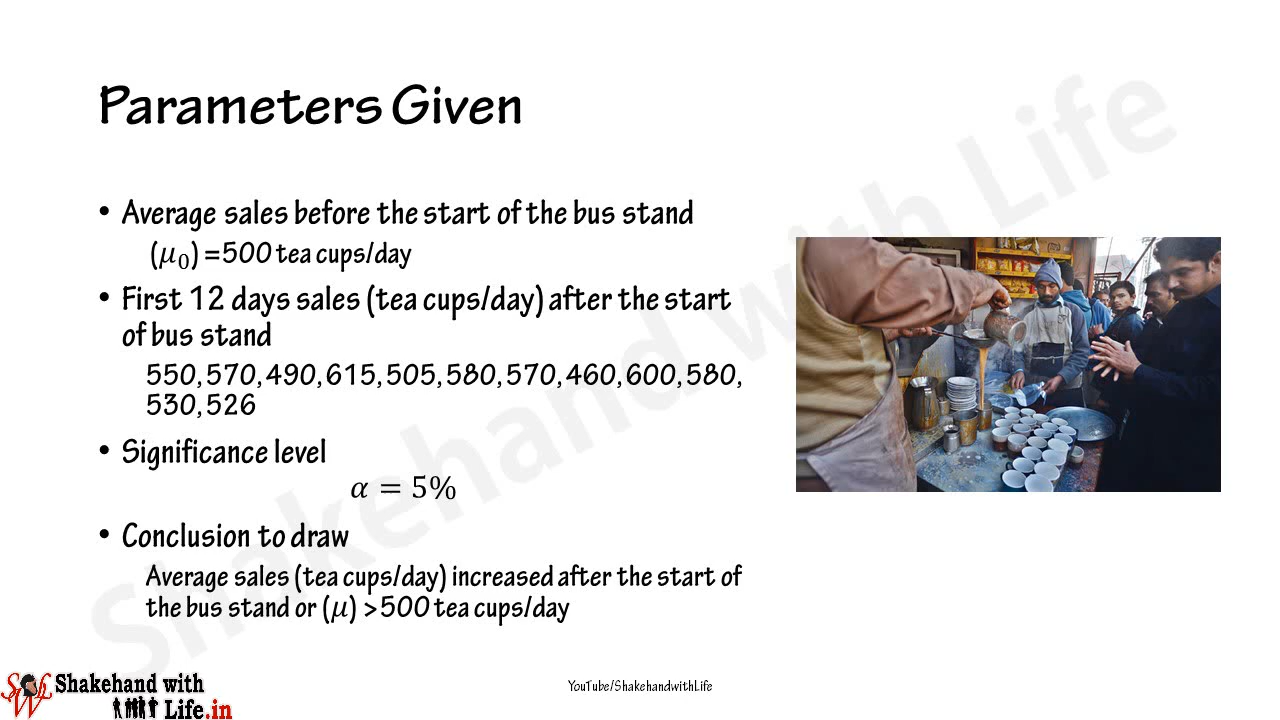 Parameters Given
• Average sales before the start of the bus stand
(μ₀) =500 tea cups/day
• First 12 days sales (tea cups/day) after the start
of bus stand
550, 570, 490, 615, 505, 580, 570, 460, 600, 580,
530, 526
• Significance level
α = 5%
• Conclusion to draw
Average sales (tea cups/day) increased after the start of
the bus stand or (μ) >500 tea cups/day
Shakehand with Life
SWL
Shakehand with
Life.in
YouTube/ShakehandwithLife